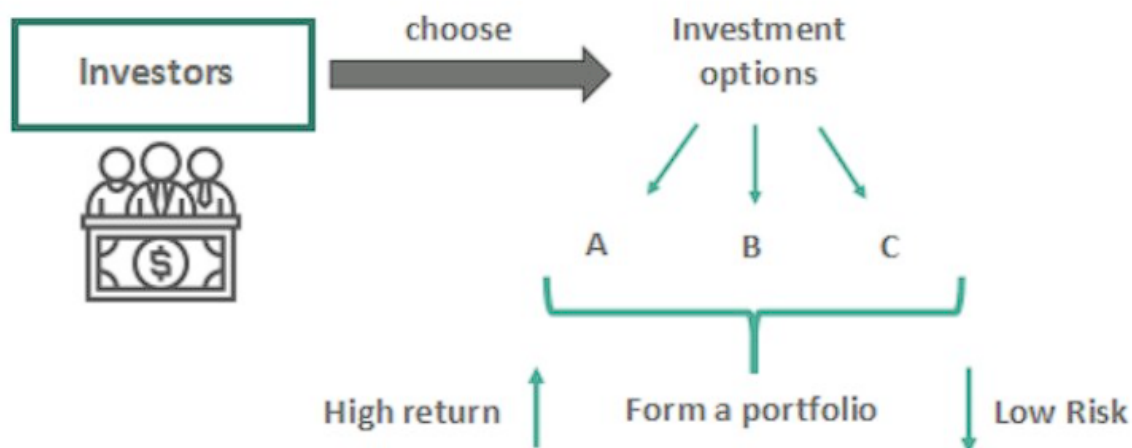 Investors
choose
Investment
options
$
A B C
High return
Form a portfolio
Low Risk